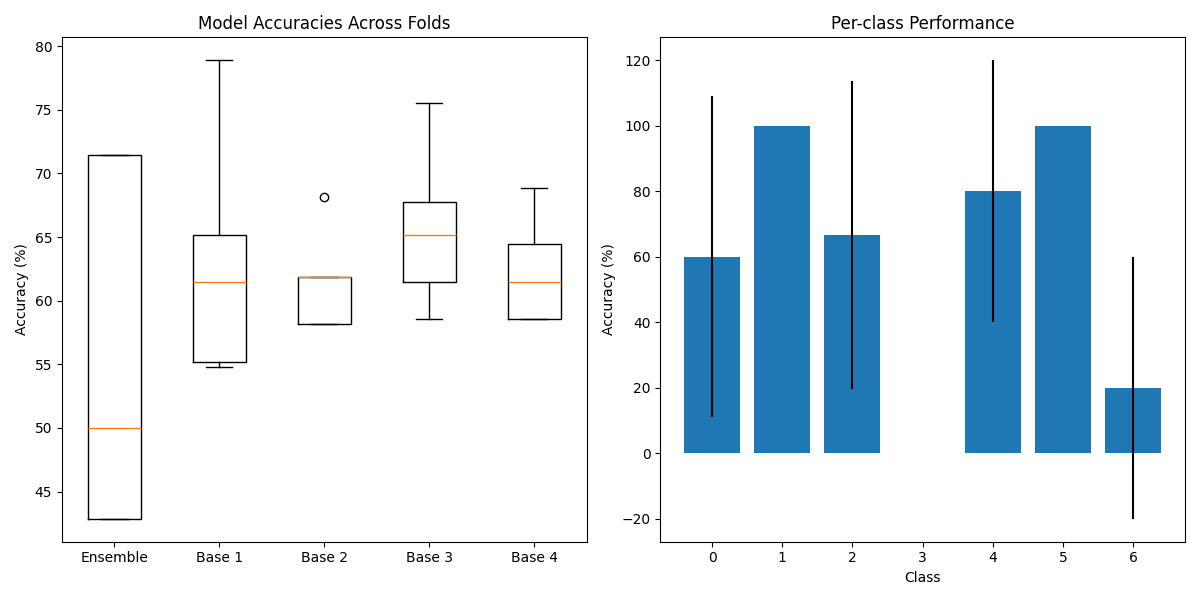 Model Accuracies Across Folds
Accuracy (%)
80
75
70
65
60
55
50
45
Ensemble Base 1 Base 2 Base 3 Base 4
Per-class Performance
Accuracy (%)
120
100
80
60
40
20
0
−20
0 1 2 3 4 5 6
Class